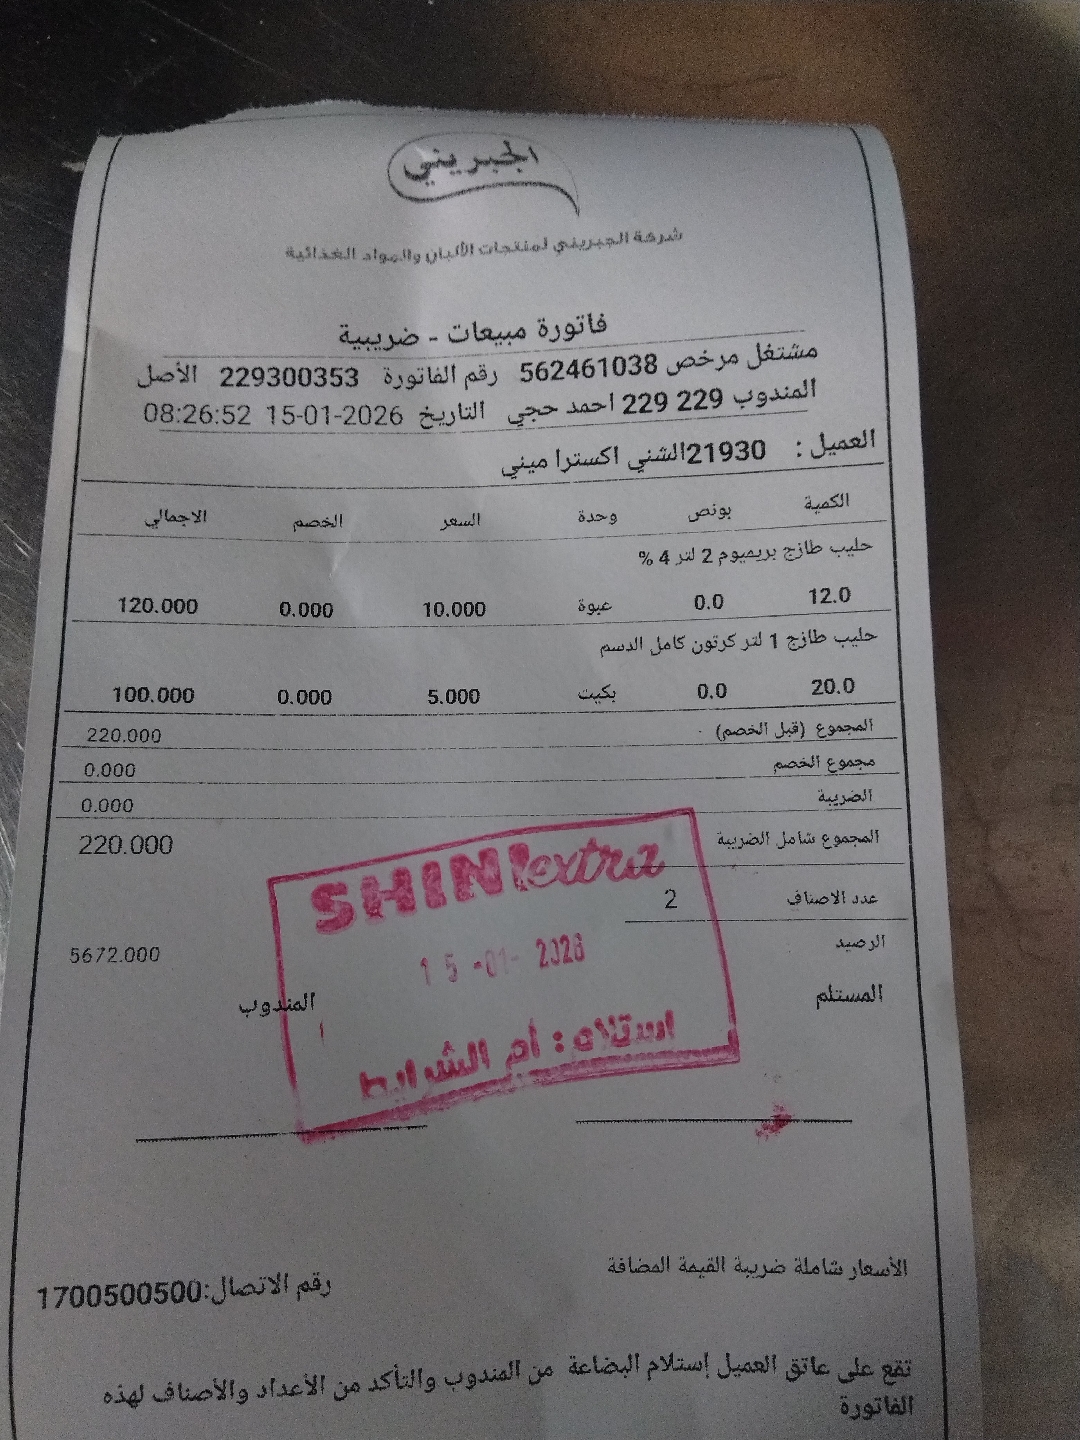 الجبريني
شركة الجبريني لمنتجات الألبان والمواد الغذائية
فاتورة مبيعات - ضريبية
مشتغل مرخص 562461038 رقم الفاتورة 229300353 الأصل
المندوب 229 229 احمد حجي التاريخ 15-01-2026 08:26:52
العميل : 21930الشني اكسترا ميني
الكمية بونص وحدة السعر الخصم الاجمالي
حليب طازج بريميوم 2 لتر 4 %
12.0 0.0 عبوة 10.000 0.000 120.000
حليب طازج 1 لتر كرتون كامل الدسم
20.0 0.0 بكيت 5.000 0.000 100.000
المجموع (قبل الخصم) 220.000
مجموع الخصم 0.000
الضريبة 0.000
المجموع شامل الضريبة 220.000
عدد الاصناف 2
الرصيد 5672.000
المستلم المندوب
SHINI extra
15 -01- 2026
استلام : أم الشرايط
الأسعار شاملة ضريبة القيمة المضافة
رقم الاتصال:1700500500
تقع على عاتق العميل إستلام البضاعة من المندوب والتأكد من الأعداد والأصناف لهذه
الفاتورة